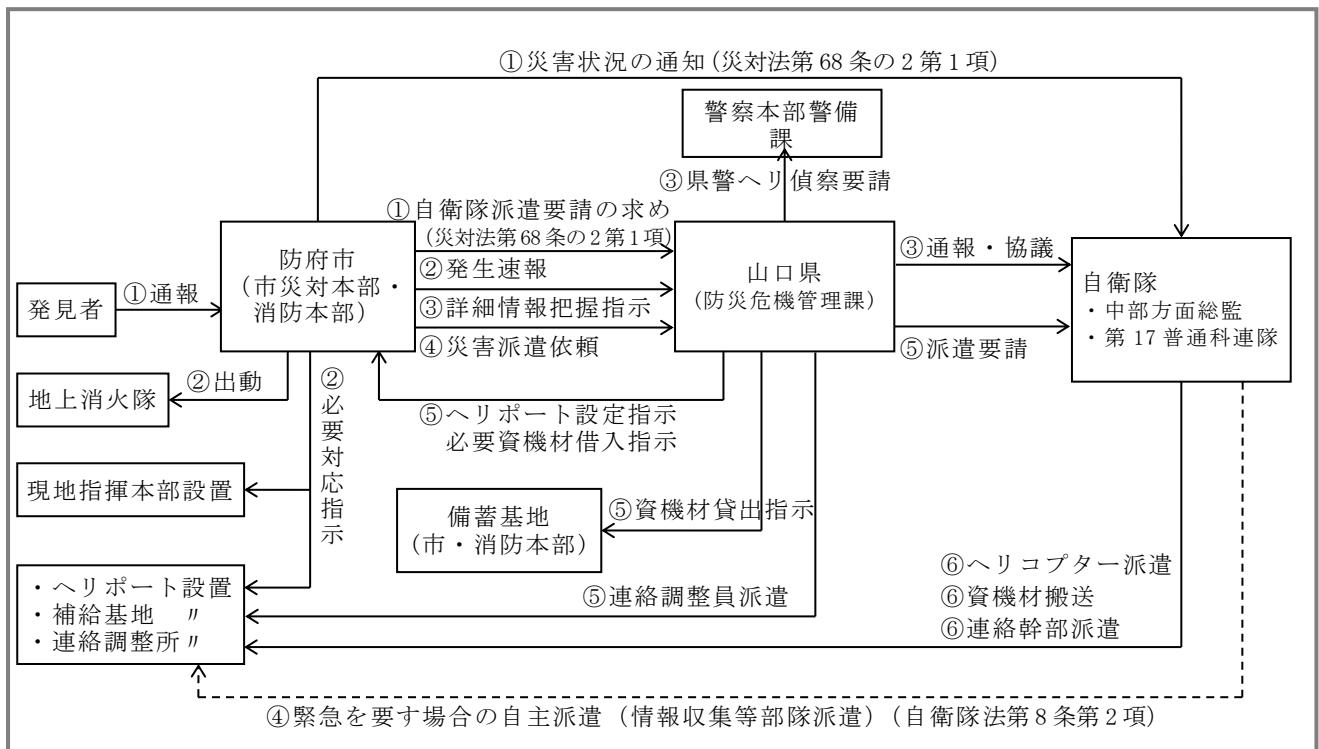 ①災害状況の通知(災対法第68条の2第1項)
警察本部警備
課
③県警ヘリ偵察要請
①自衛隊派遣要請の求め
(災対法第68条の2第1項)
②発生速報
③詳細情報把握指示
④災害派遣依頼
防府市
(市災対本部・
消防本部)
山口県
(防災危機管理課)
③通報・協議
⑤派遣要請
自衛隊
・中部方面総監
・第17普通科連隊
発見者
①通報
地上消火隊
②出動
②必要対応指示
⑤ヘリポート設定指示
必要資機材借入指示
現地指揮本部設置
備蓄基地
(市・消防本部)
⑤資機材貸出指示
・ヘリポート設置
・補給基地 〃
・連絡調整所〃
⑤連絡調整員派遣
⑥ヘリコプター派遣
⑥資機材搬送
⑥連絡幹部派遣
④緊急を要す場合の自主派遣(情報収集等部隊派遣)(自衛隊法第8条第2項)